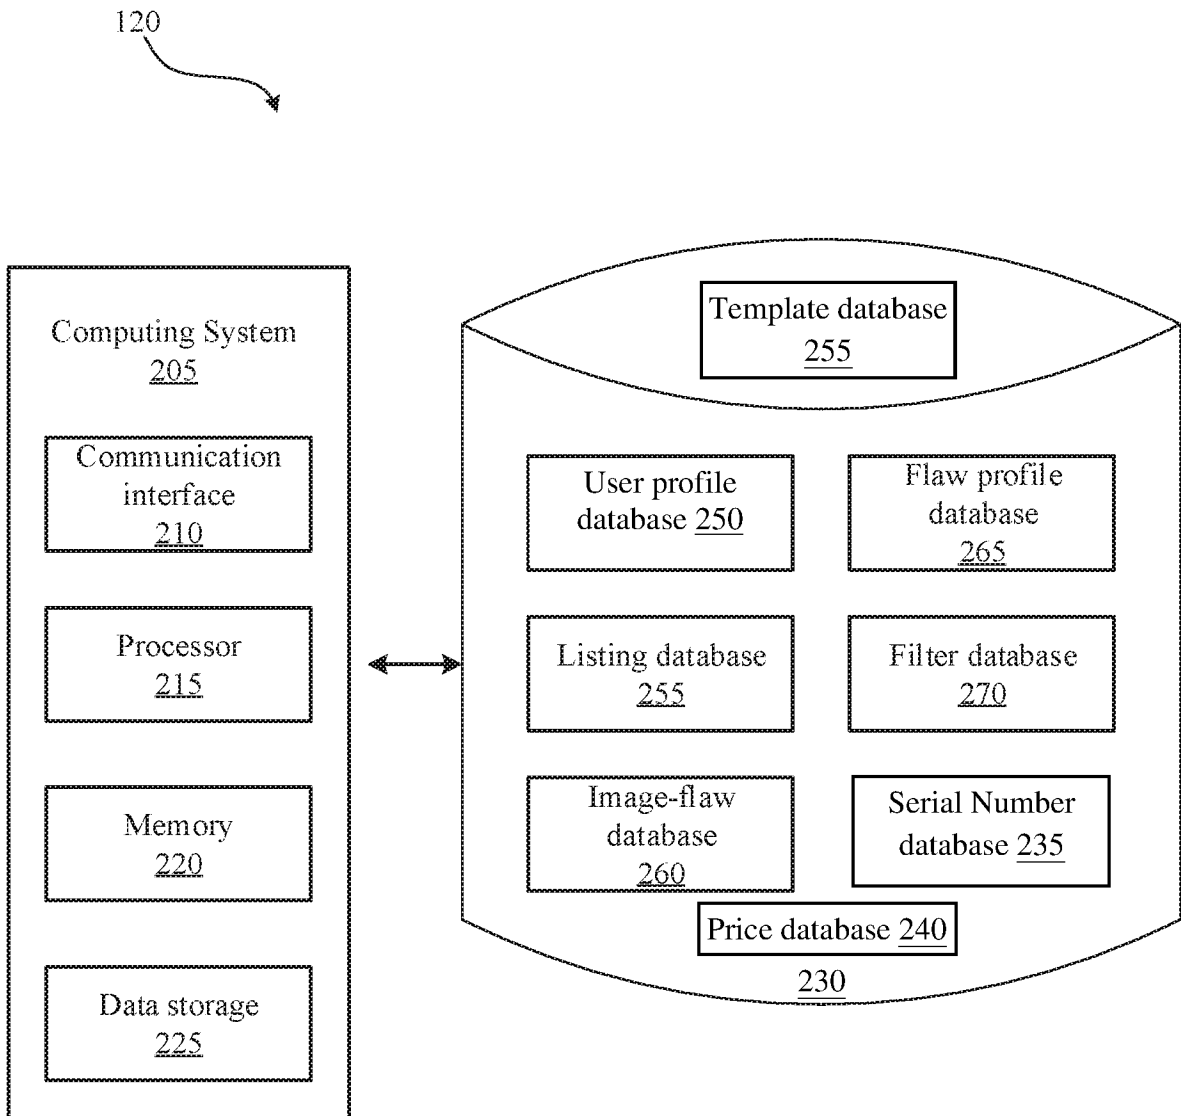 120
Computing System
205
Communication
interface
210
Processor
215
Memory
220
Data storage
225
Template database
255
User profile
database 250
Flaw profile
database
265
Listing database
255
Filter database
270
Image-flaw
database
260
Serial Number
database 235
Price database 240
230